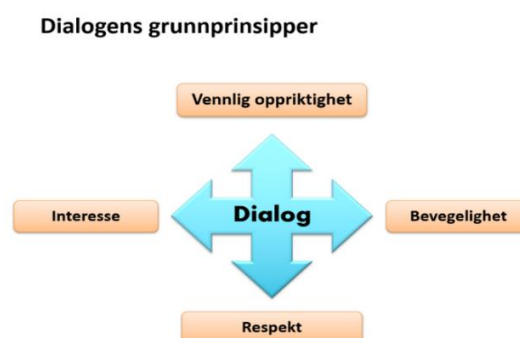 Dialogens grunnprinsipper
Vennlig oppriktighet
Interesse
Dialog
Bevegelighet
Respekt